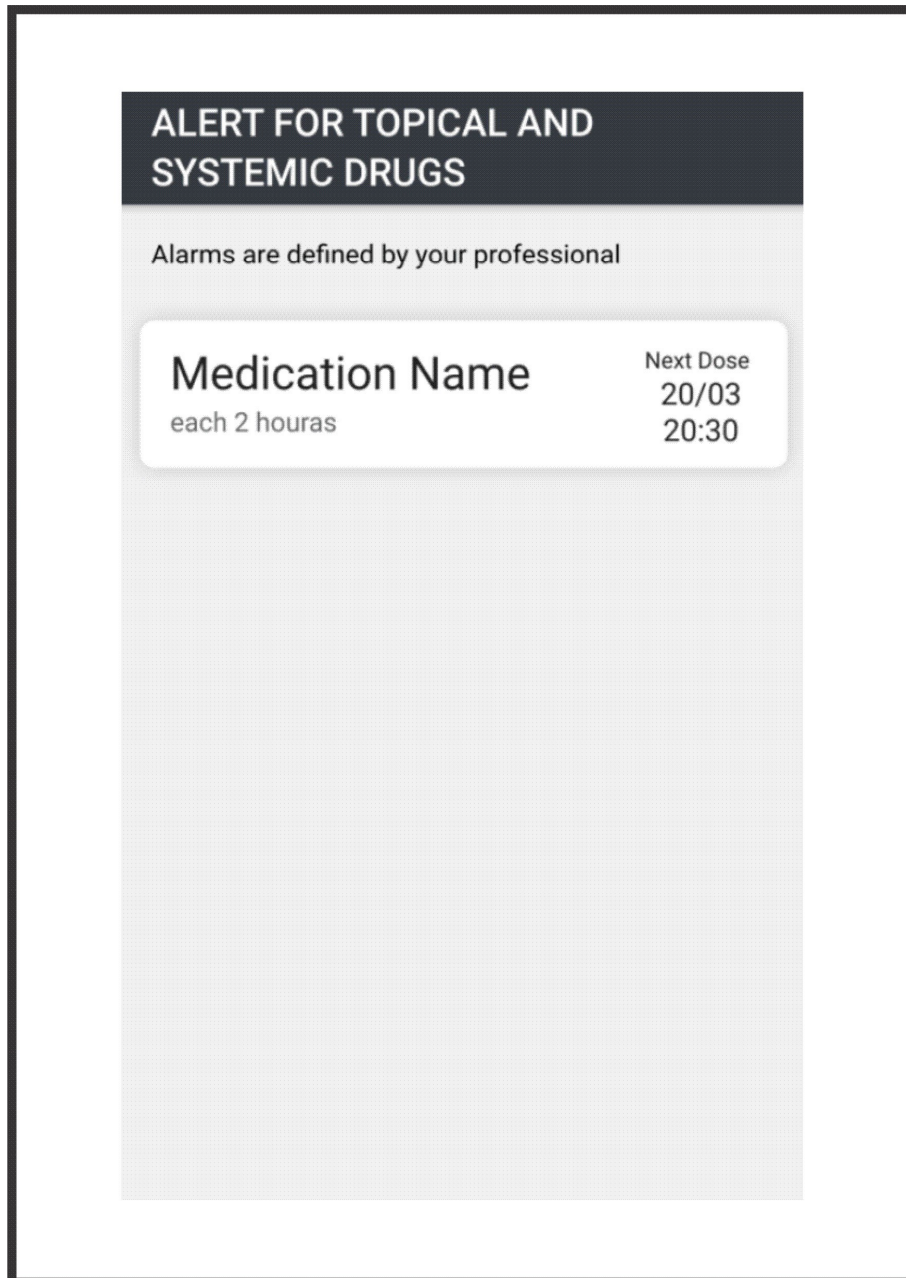 ALERT FOR TOPICAL AND
SYSTEMIC DRUGS
Alarms are defined by your professional
Medication Name
each 2 houras
Next Dose
20/03
20:30